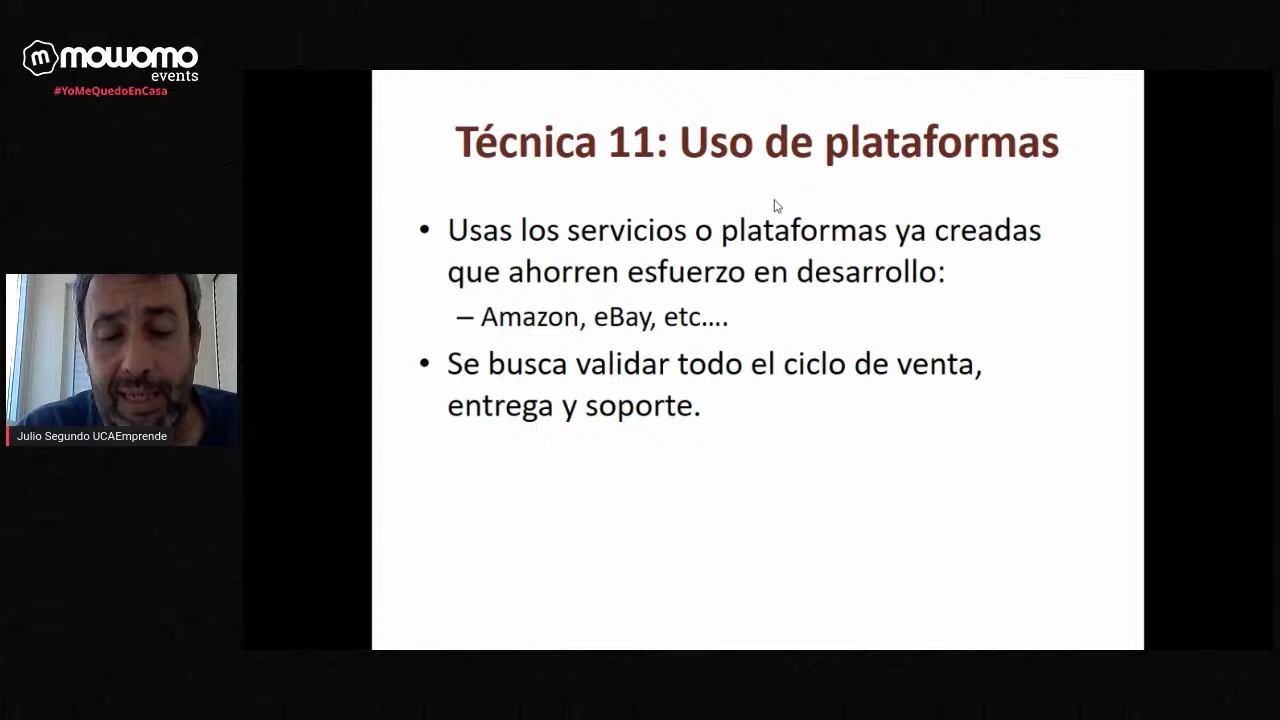 mowomo
events
#YoMeQuedoEnCasa
Técnica 11: Uso de plataformas
• Usas los servicios o plataformas ya creadas
que ahorren esfuerzo en desarrollo:
– Amazon, eBay, etc....
• Se busca validar todo el ciclo de venta,
entrega y soporte.
Julio Segundo UCAEmprende